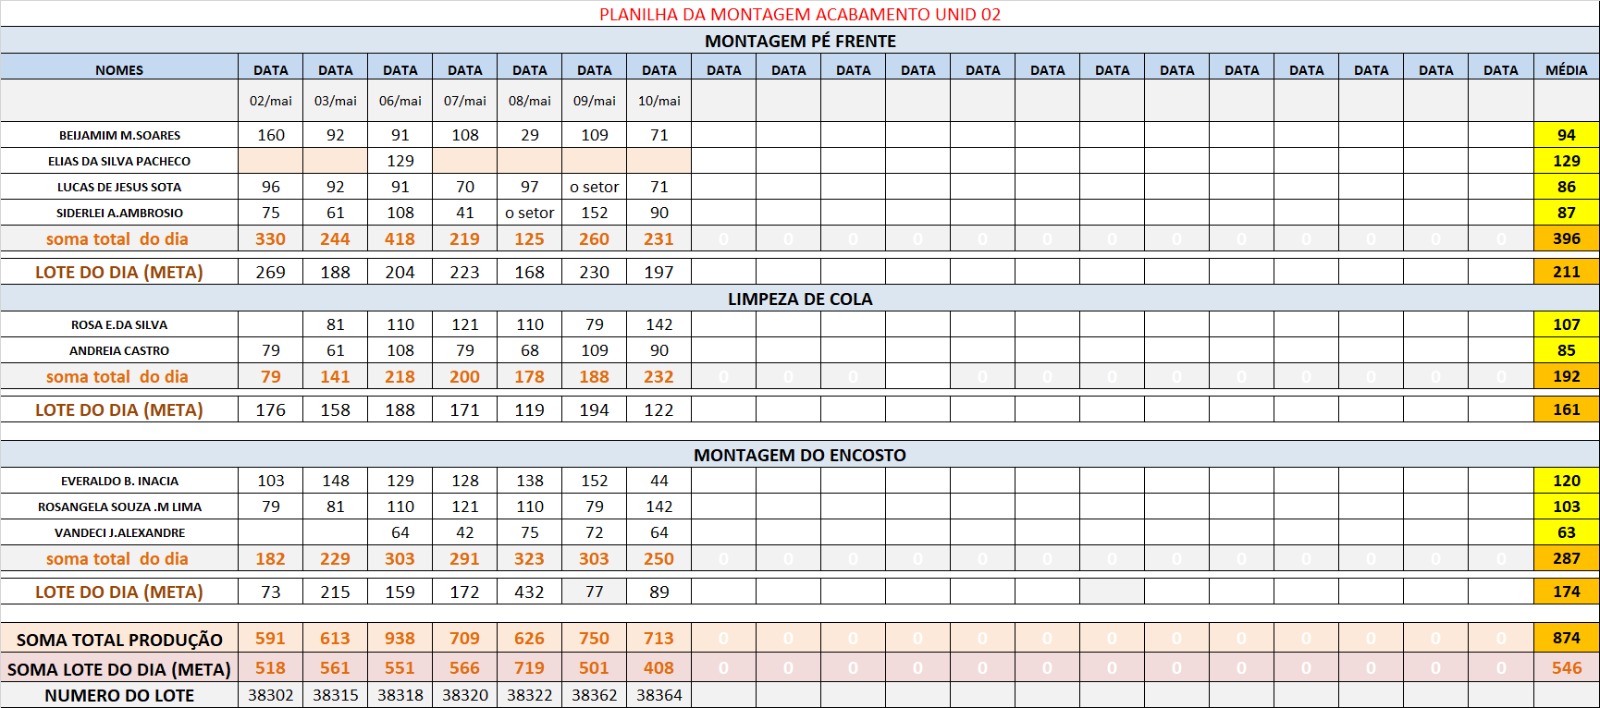 PLANILHA DA MONTAGEM ACABAMENTO UNID 02
MONTAGEM PÉ FRENTE
NOMES DATA DATA DATA DATA DATA DATA DATA DATA DATA DATA DATA DATA DATA DATA DATA DATA DATA DATA DATA DATA MÉDIA
02/mai 03/mai 06/mai 07/mai 08/mai 09/mai 10/mai
BEIJAMIM M.SOARES 160 92 91 108 29 109 71 94
ELIAS DA SILVA PACHECO 129 129
LUCAS DE JESUS SOTA 96 92 91 70 97 o setor 71 86
SIDERLEI A.AMBROSIO 75 61 108 41 o setor 152 90 87
soma total do dia 330 244 418 219 125 260 231 0 0 0 0 0 0 0 0 0 0 0 0 0 396
LOTE DO DIA (META) 269 188 204 223 168 230 197 211
LIMPEZA DE COLA
ROSA E.DA SILVA 81 110 121 110 79 142 107
ANDREIA CASTRO 79 61 108 79 68 109 90 85
soma total do dia 79 141 218 200 178 188 232 0 0 0 0 0 0 0 0 0 0 0 0 192
LOTE DO DIA (META) 176 158 188 171 119 194 122 161
MONTAGEM DO ENCOSTO
EVERALDO B. INACIA 103 148 129 128 138 152 44 120
ROSANGELA SOUZA .M LIMA 79 81 110 121 110 79 142 103
VANDECI J.ALEXANDRE 64 42 75 72 64 63
soma total do dia 182 229 303 291 323 303 250 0 0 0 0 0 0 0 0 0 0 0 0 0 287
LOTE DO DIA (META) 73 215 159 172 432 77 89 174
SOMA TOTAL PRODUÇÃO 591 613 938 709 626 750 713 0 0 0 0 0 0 0 0 0 0 0 0 0 874
SOMA LOTE DO DIA (META) 518 561 551 566 719 501 408 0 0 0 0 0 0 0 0 0 0 0 0 0 546
NUMERO DO LOTE 38302 38315 38318 38320 38322 38362 38364